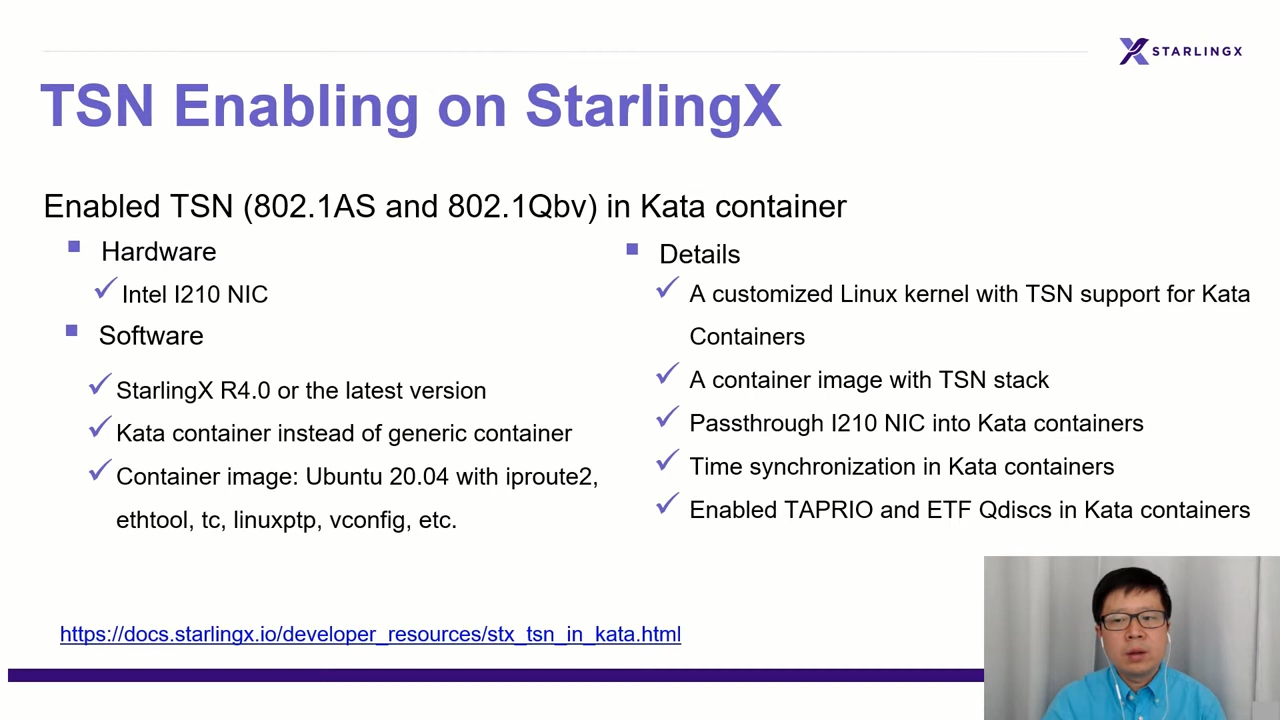 STARLINGX
TSN Enabling on StarlingX
Enabled TSN (802.1AS and 802.1Qbv) in Kata container
Hardware
Intel I210 NIC
Software
StarlingX R4.0 or the latest version
Kata container instead of generic container
Container image: Ubuntu 20.04 with iproute2,
ethtool, tc, linuxptp, vconfig, etc.
Details
A customized Linux kernel with TSN support for Kata
Containers
A container image with TSN stack
Passthrough I210 NIC into Kata containers
Time synchronization in Kata containers
Enabled TAPRIO and ETF Qdiscs in Kata containers
https://docs.starlingx.io/developer_resources/stx_tsn_in_kata.html